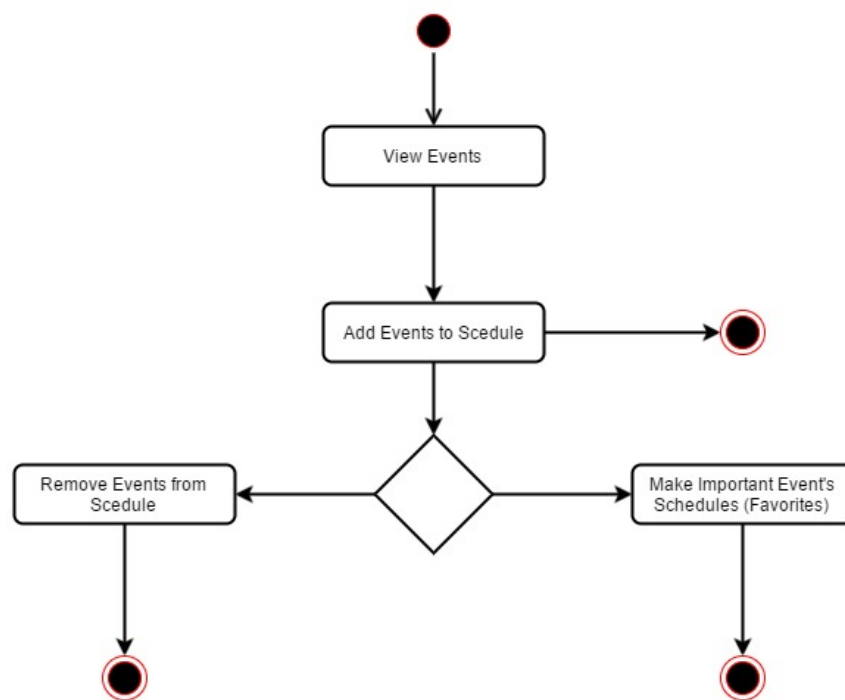 View Events
Add Events to Scedule
Remove Events from
Scedule
Make Important Event's
Schedules (Favorites)